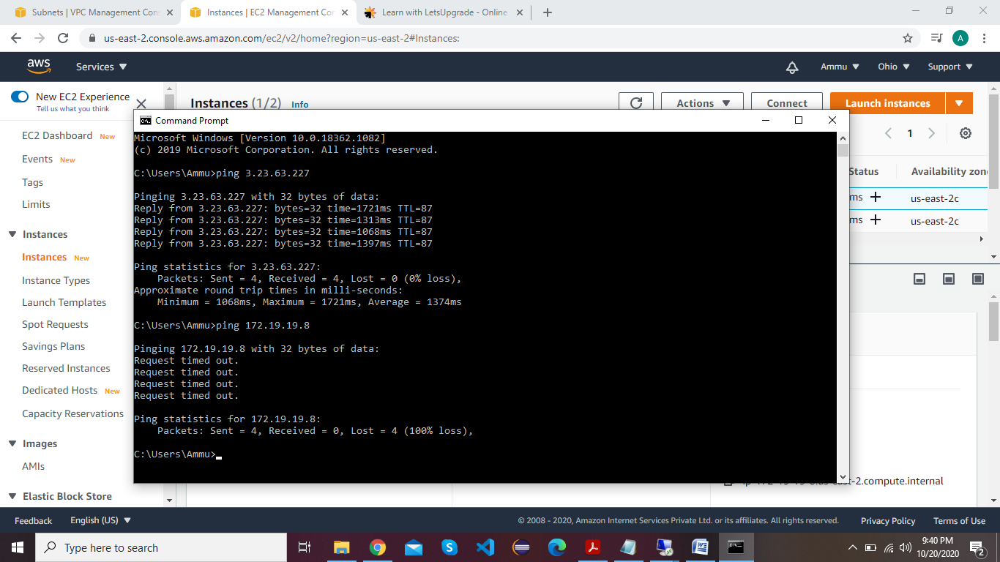 Subnets | VPC Management Con
Instances | EC2 Management Con
Learn with LetsUpgrade - Online
us-east-2.console.aws.amazon.com/ec2/v2/home?region=us-east-2#Instances:
A
aws
Services
Ammu
Ohio
Support
New EC2 Experience
Tell us what you think
EC2 Dashboard New
Events New
Tags
Limits
Instances
Instances New
Instance Types
Launch Templates
Spot Requests
Savings Plans
Reserved Instances
Dedicated Hosts New
Capacity Reservations
Images
AMIs
Elastic Block Store
Instances (1/2) Info
Actions
Connect
Launch instances
1
Status
Availability zon
ms + us-east-2c
ms + us-east-2c
Command Prompt
Microsoft Windows [Version 10.0.18362.1082]
(c) 2019 Microsoft Corporation. All rights reserved.
C:\Users\Ammu>ping 3.23.63.227
Pinging 3.23.63.227 with 32 bytes of data:
Reply from 3.23.63.227: bytes=32 time=1721ms TTL=87
Reply from 3.23.63.227: bytes=32 time=1313ms TTL=87
Reply from 3.23.63.227: bytes=32 time=1068ms TTL=87
Reply from 3.23.63.227: bytes=32 time=1397ms TTL=87
Ping statistics for 3.23.63.227:
Packets: Sent = 4, Received = 4, Lost = 0 (0% loss),
Approximate round trip times in milli-seconds:
Minimum = 1068ms, Maximum = 1721ms, Average = 1374ms
C:\Users\Ammu>ping 172.19.19.8
Pinging 172.19.19.8 with 32 bytes of data:
Request timed out.
Request timed out.
Request timed out.
Request timed out.
Ping statistics for 172.19.19.8:
Packets: Sent = 4, Received = 0, Lost = 4 (100% loss),
C:\Users\Ammu>
-2.compute.internal
Feedback
English (US)
© 2008 - 2020, Amazon Internet Services Private Ltd. or its affiliates. All rights reserved.
Privacy Policy
Terms of Use
Type here to search
9:40 PM
10/20/2020
2